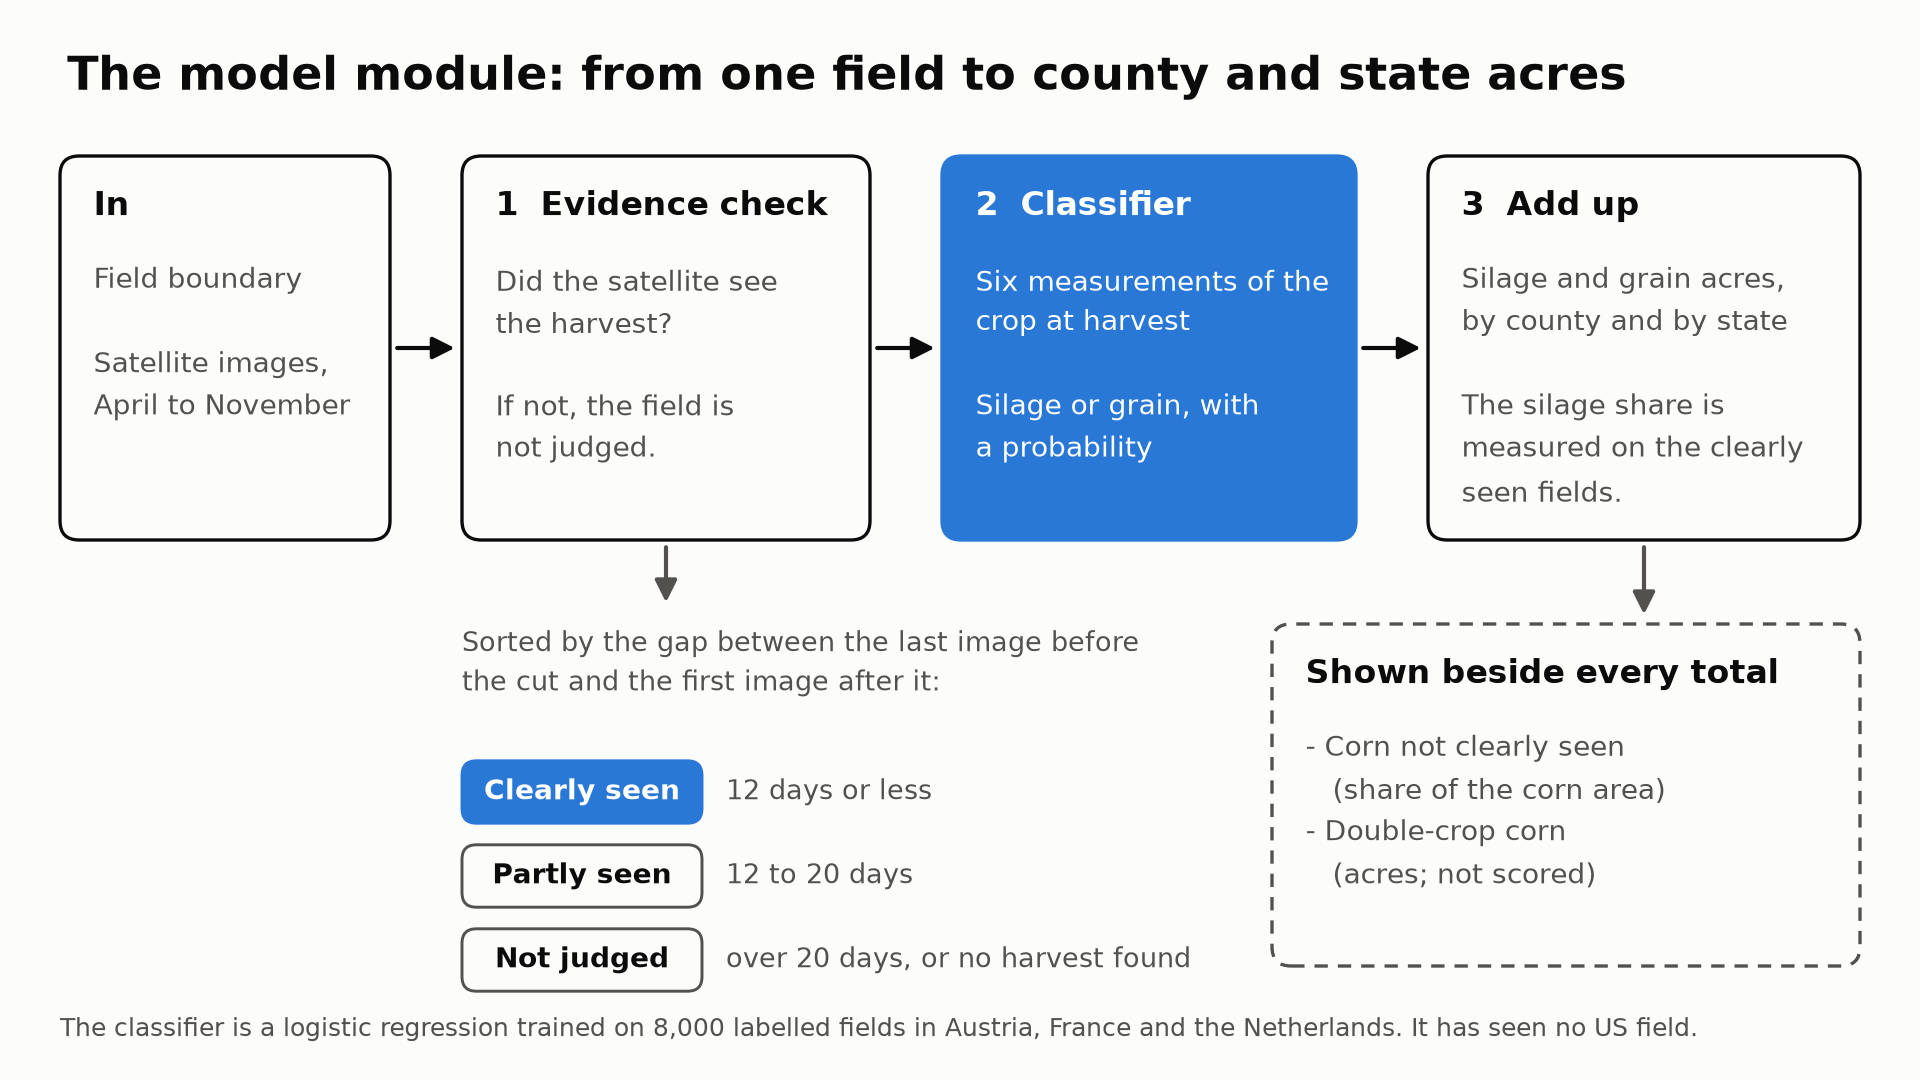 The model module: from one field to county and state acres
In
Field boundary
Satellite images,
April to November
1 Evidence check
Did the satellite see
the harvest?
If not, the field is
not judged.
2 Classifier
Six measurements of the
crop at harvest
Silage or grain, with
a probability
3 Add up
Silage and grain acres,
by county and by state
The silage share is
measured on the clearly
seen fields.
Sorted by the gap between the last image before
the cut and the first image after it:
Clearly seen 12 days or less
Partly seen 12 to 20 days
Not judged over 20 days, or no harvest found
Shown beside every total
- Corn not clearly seen
(share of the corn area)
- Double-crop corn
(acres; not scored)
The classifier is a logistic regression trained on 8,000 labelled fields in Austria, France and the Netherlands. It has seen no US field.